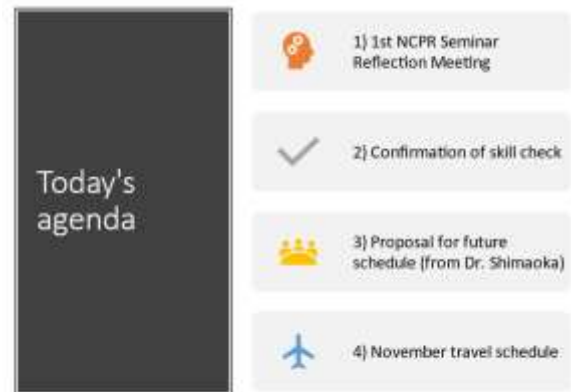 Today's
agenda
1) 1st NCPR Seminar
Reflection Meeting
2) Confirmation of skill check
3) Proposal for future
schedule (from Dr. Shimaoka)
4) November travel schedule